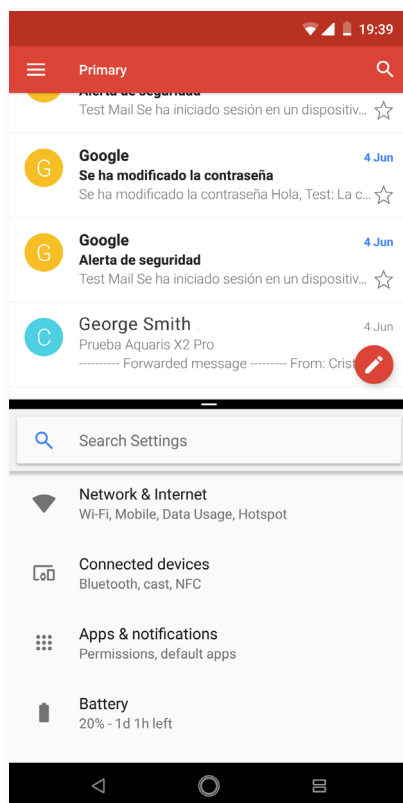 19:39
Primary
Alerta de seguridad
Test Mail Se ha iniciado sesión en un dispositiv...
G
Google
4 Jun
Se ha modificado la contraseña
Se ha modificado la contraseña Hola, Test: La c...
G
Google
4 Jun
Alerta de seguridad
Test Mail Se ha iniciado sesión en un dispositiv...
C
George Smith
4 Jun
Prueba Aquaris X2 Pro
---------- Forwarded message --------- From: Crist
Search Settings
Network & Internet
Wi-Fi, Mobile, Data Usage, Hotspot
Connected devices
Bluetooth, cast, NFC
Apps & notifications
Permissions, default apps
Battery
20% - 1d 1h left